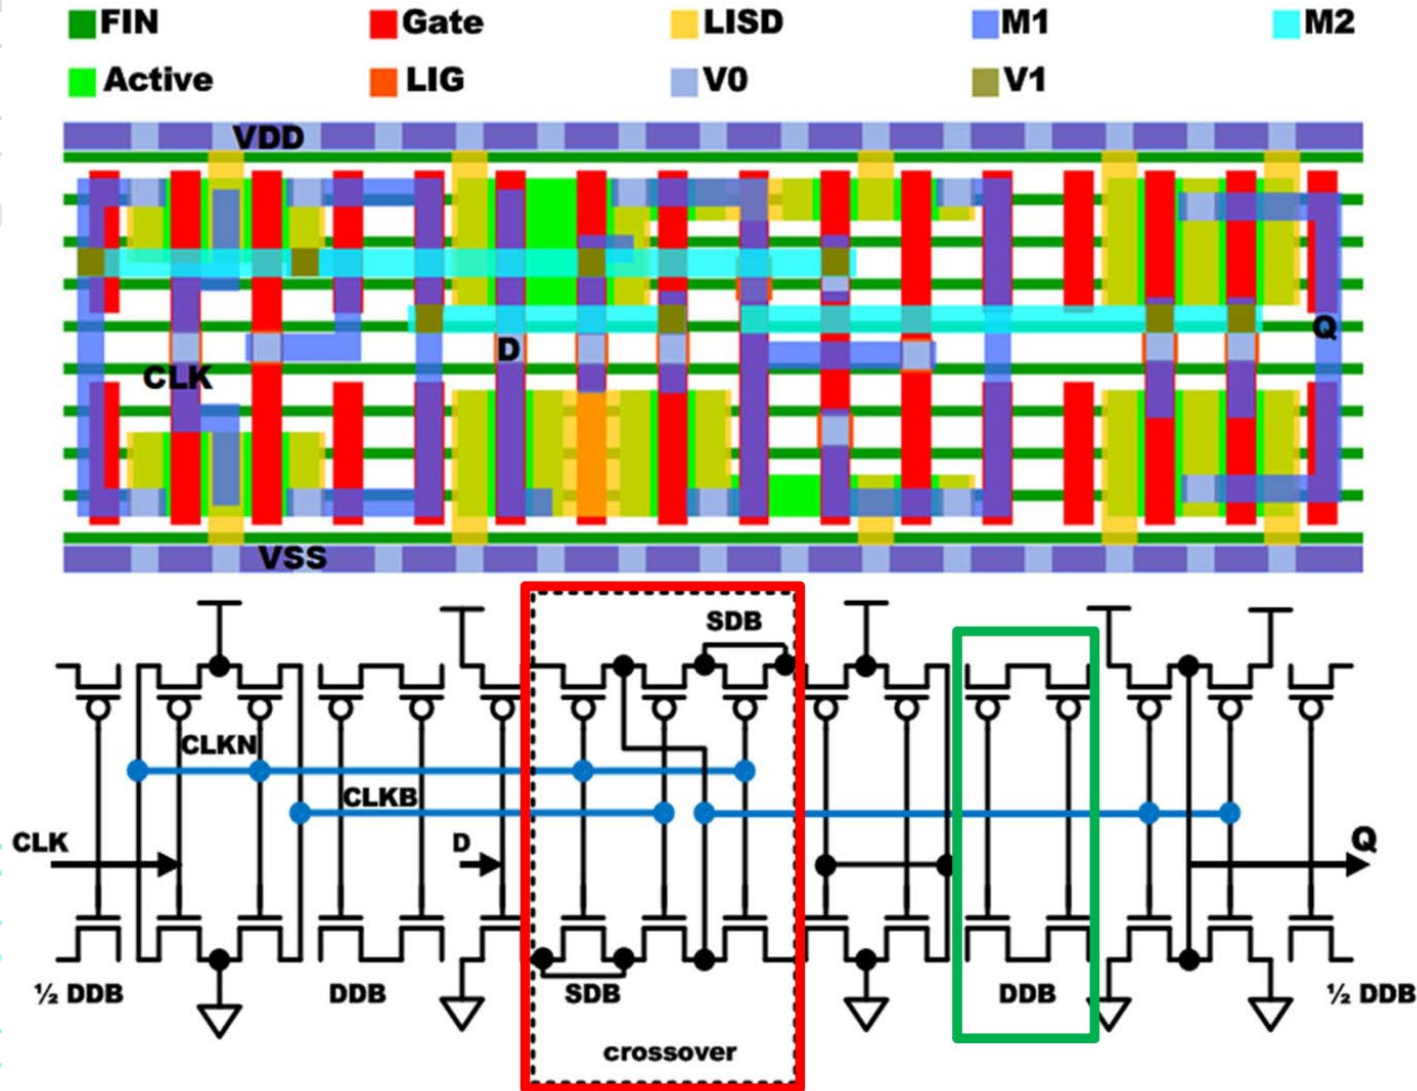 FIN Gate LISD M1 M2
Active LIG V0 V1
VDD
D
Q
CLK
VSS
SDB
CLKN
CLKB
CLK
D
Q
½ DDB
DDB
SDB
DDB
½ DDB
crossover